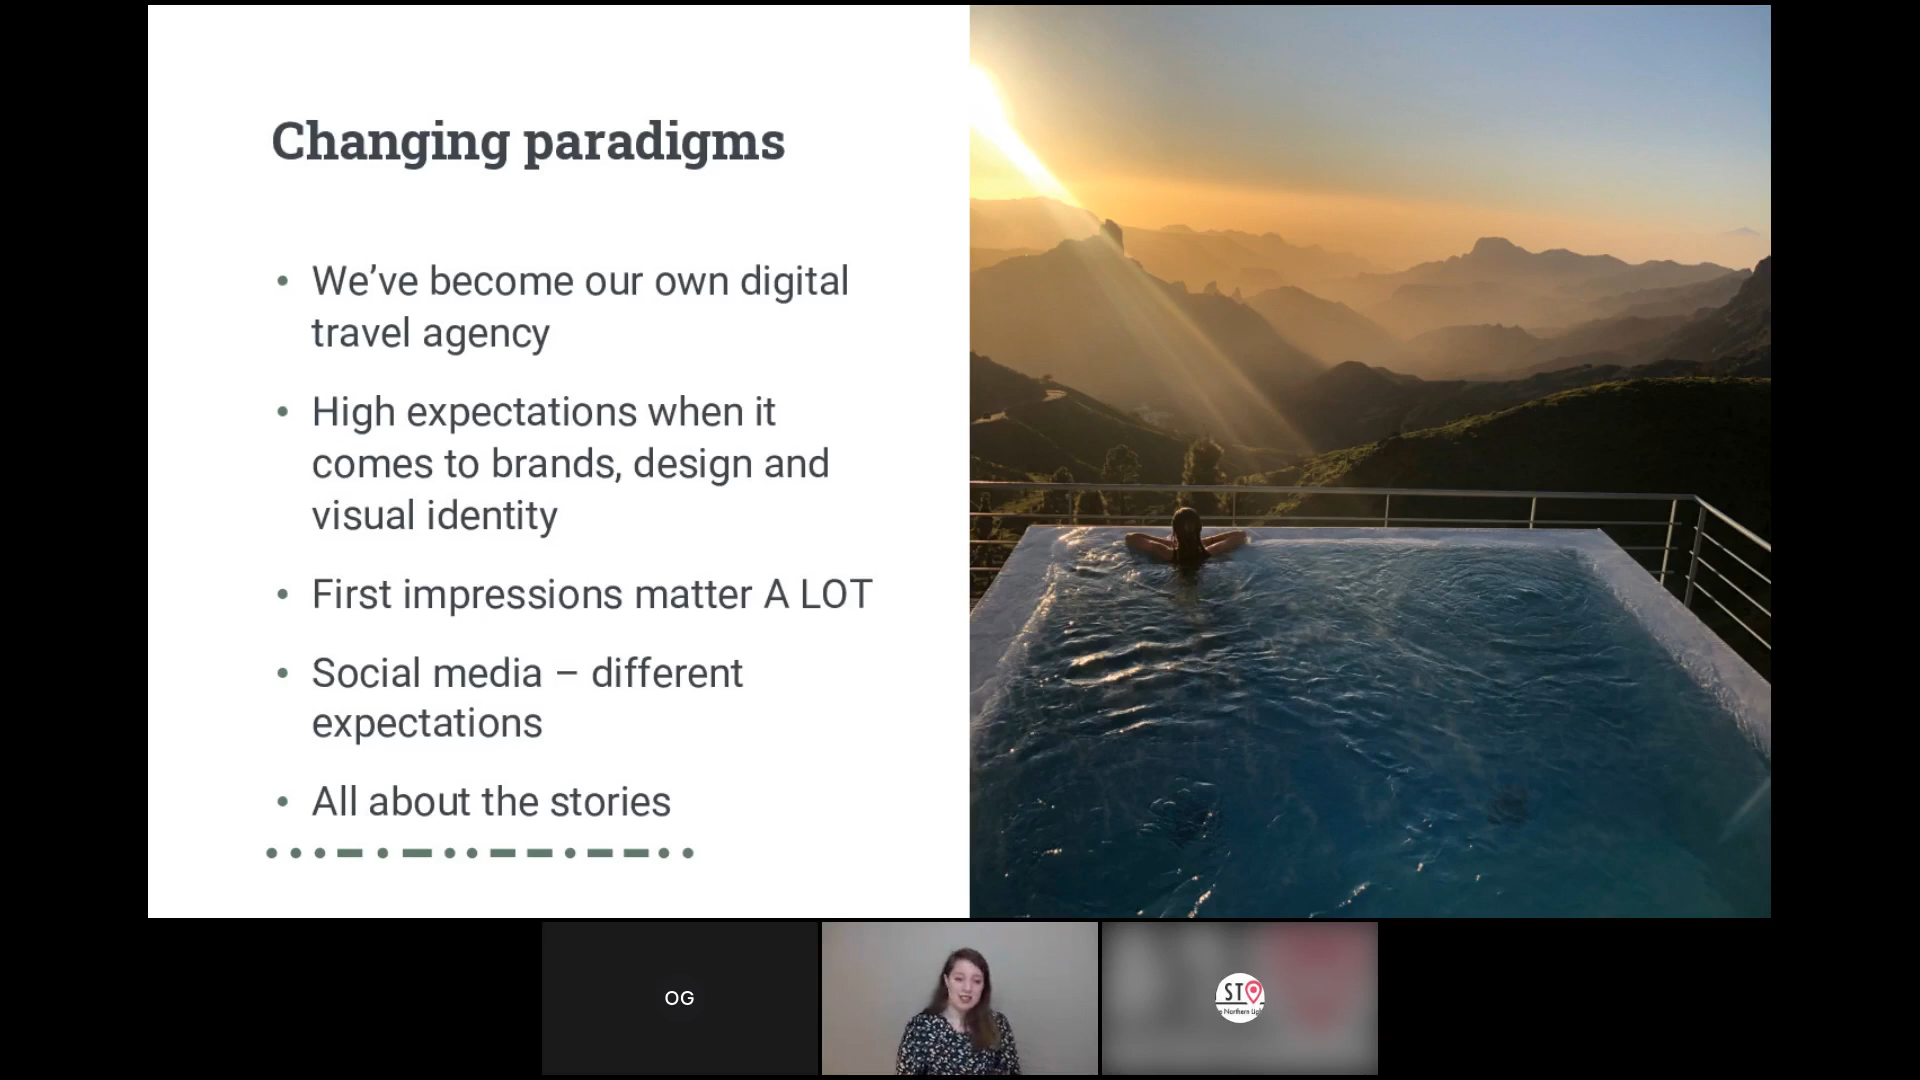 Changing paradigms
• We’ve become our own digital
travel agency
• High expectations when it
comes to brands, design and
visual identity
• First impressions matter A LOT
• Social media – different
expectations
• All about the stories
OG
ST
Northern